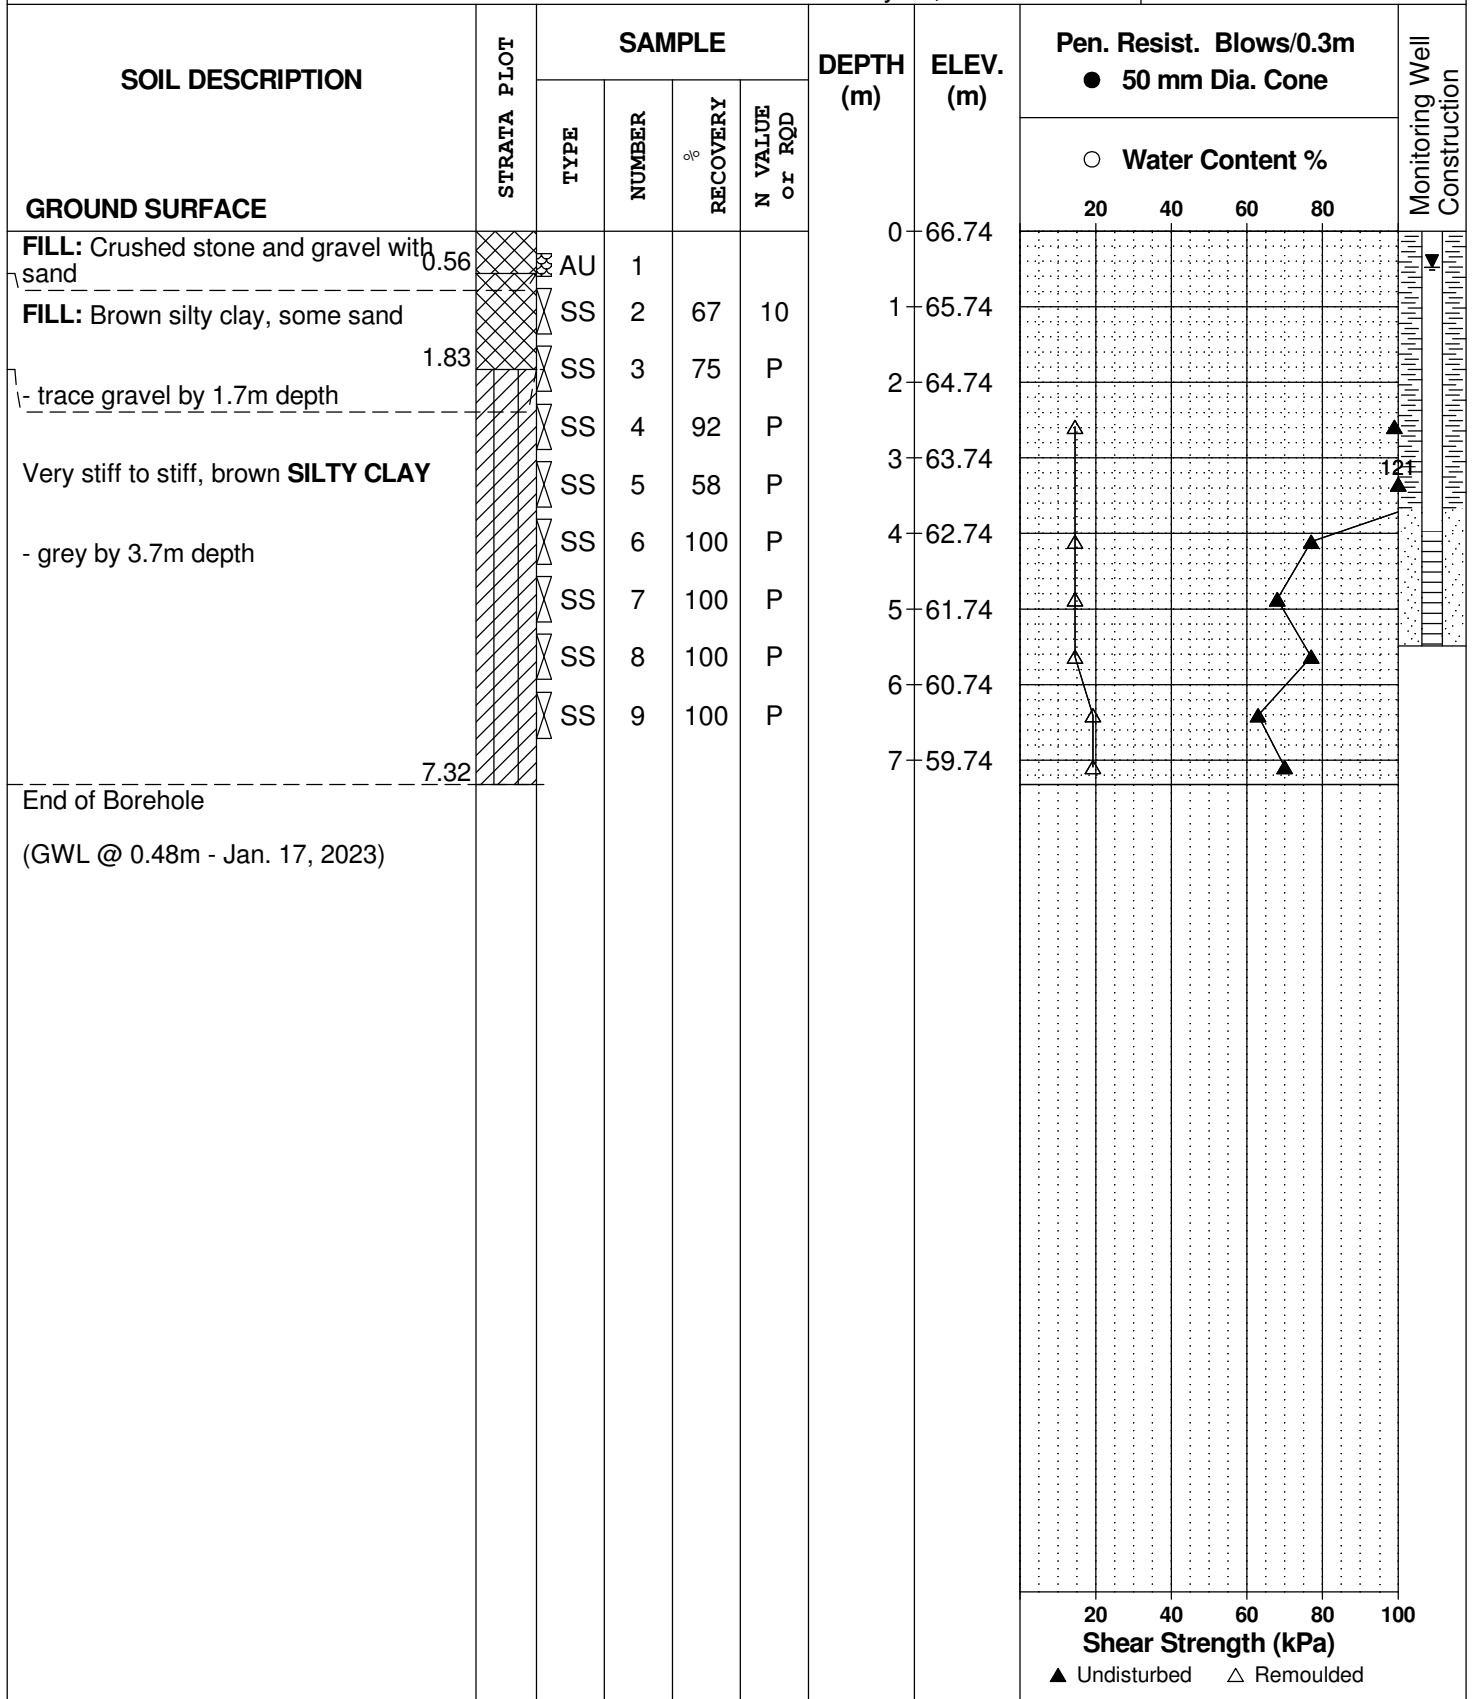 SOIL DESCRIPTION
GROUND SURFACE
STRATA PLOT
SAMPLE
TYPE
NUMBER
% RECOVERY
N VALUE or RQD
DEPTH (m)
ELEV. (m)
Pen. Resist. Blows/0.3m
● 50 mm Dia. Cone
○ Water Content %
20 40 60 80
Monitoring Well Construction
0 66.74
FILL: Crushed stone and gravel with
sand
0.56
AU 1
FILL: Brown silty clay, some sand
SS 2 67 10
1 65.74
1.83
SS 3 75 P
2 64.74
- trace gravel by 1.7m depth
SS 4 92 P
3 63.74
121
Very stiff to stiff, brown SILTY CLAY
SS 5 58 P
4 62.74
- grey by 3.7m depth
SS 6 100 P
SS 7 100 P
5 61.74
SS 8 100 P
6 60.74
SS 9 100 P
7 59.74
7.32
End of Borehole
(GWL @ 0.48m - Jan. 17, 2023)
20 40 60 80 100
Shear Strength (kPa)
▲ Undisturbed △ Remoulded